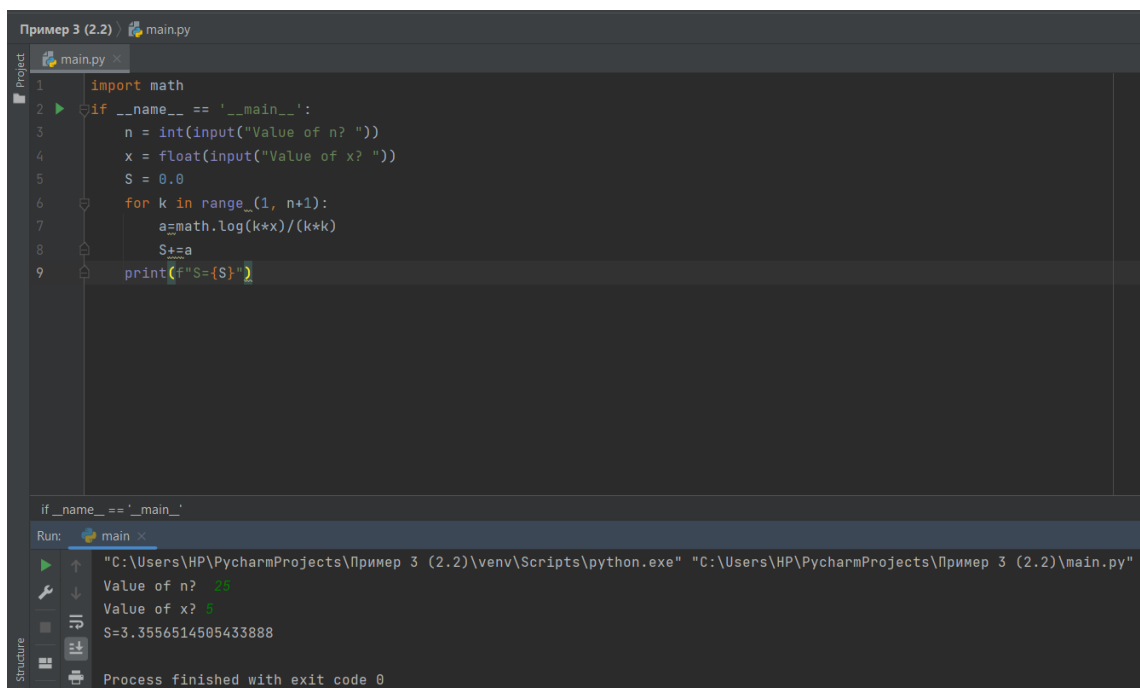 Пример 3 (2.2) main.py
main.py
Project
1 import math
2 if __name__ == '__main__':
3 n = int(input("Value of n? "))
4 x = float(input("Value of x? "))
5 S = 0.0
6 for k in range (1, n+1):
7 a=math.log(k*x)/(k*k)
8 S+=a
9 print(f"S={S}")
if __name__ == '__main__'
Run: main
"C:\Users\HP\PycharmProjects\Пример 3 (2.2)\venv\Scripts\python.exe" "C:\Users\HP\PycharmProjects\Пример 3 (2.2)\main.py"
Value of n?  25
Value of x? 5
S=3.3556514505433888
Process finished with exit code 0
Structure